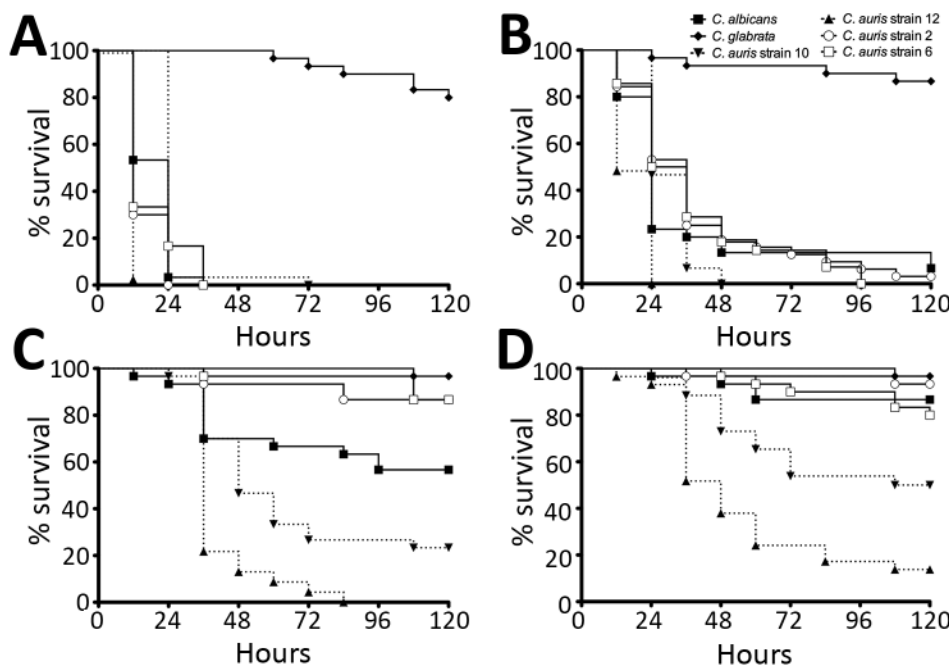 A
% survival
100
80
60
40
20
0
0 24 48 72 96 120
Hours
B
C. albicans
C. glabrata
C. auris strain 10
C. auris strain 12
C. auris strain 2
C. auris strain 6
% survival
100
80
60
40
20
0
0 24 48 72 96 120
Hours
C
% survival
100
80
60
40
20
0
0 24 48 72 96 120
Hours
D
% survival
100
80
60
40
20
0
0 24 48 72 96 120
Hours